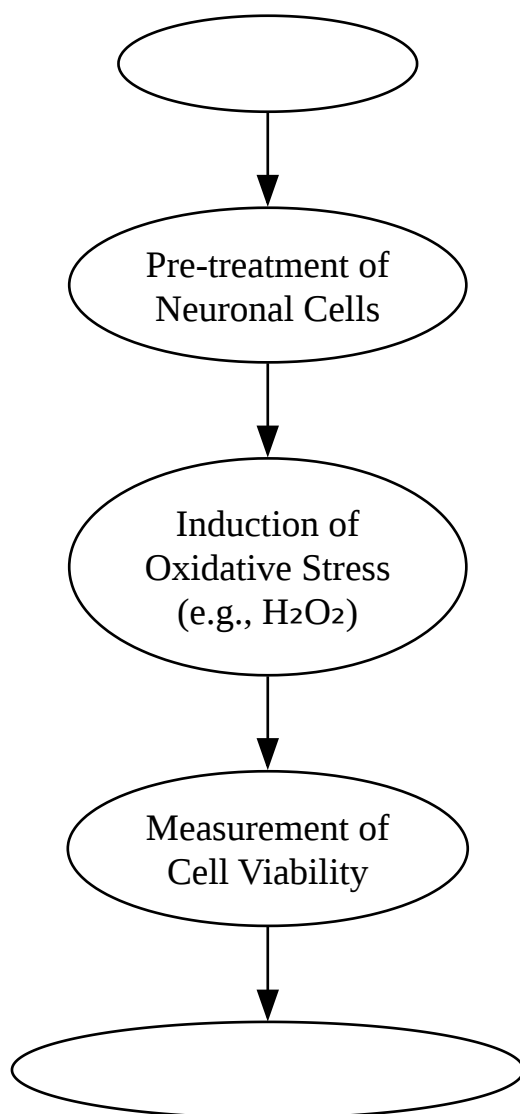 Pre-treatment of
Neuronal Cells
Induction of
Oxidative Stress
(e.g., H₂O₂)
Measurement of
Cell Viability